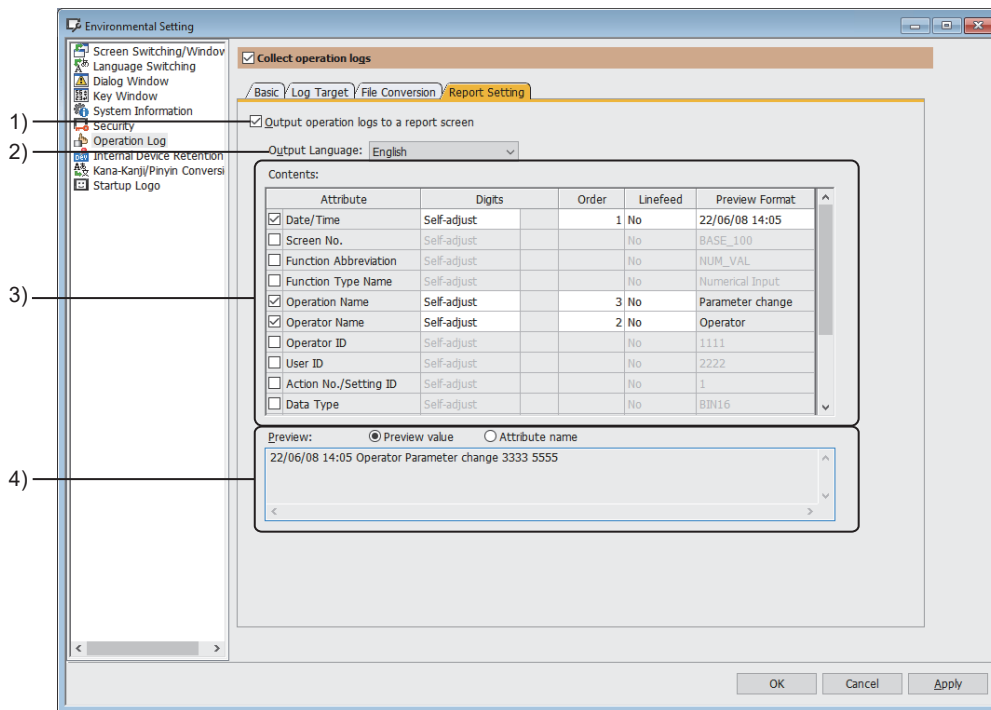 Environmental Setting
Screen Switching/Window
Language Switching
Dialog Window
Key Window
System Information
Security
Operation Log
Internal Device Retention
Kana-Kanji/Pinyin Conversi
Startup Logo
Collect operation logs
Basic Log Target File Conversion Report Setting
1)
Output operation logs to a report screen
2)
Output Language: English
3)
Contents:
Attribute Digits Order Linefeed Preview Format
Date/Time Self-adjust 1 No 22/06/08 14:05
Screen No. Self-adjust No BASE_100
Function Abbreviation Self-adjust No NUM_VAL
Function Type Name Self-adjust No Numerical Input
Operation Name Self-adjust 3 No Parameter change
Operator Name Self-adjust 2 No Operator
Operator ID Self-adjust No 1111
User ID Self-adjust No 2222
Action No./Setting ID Self-adjust No 1
Data Type Self-adjust No BIN16
4)
Preview: Preview value Attribute name
22/06/08 14:05 Operator Parameter change 3333 5555
OK Cancel Apply